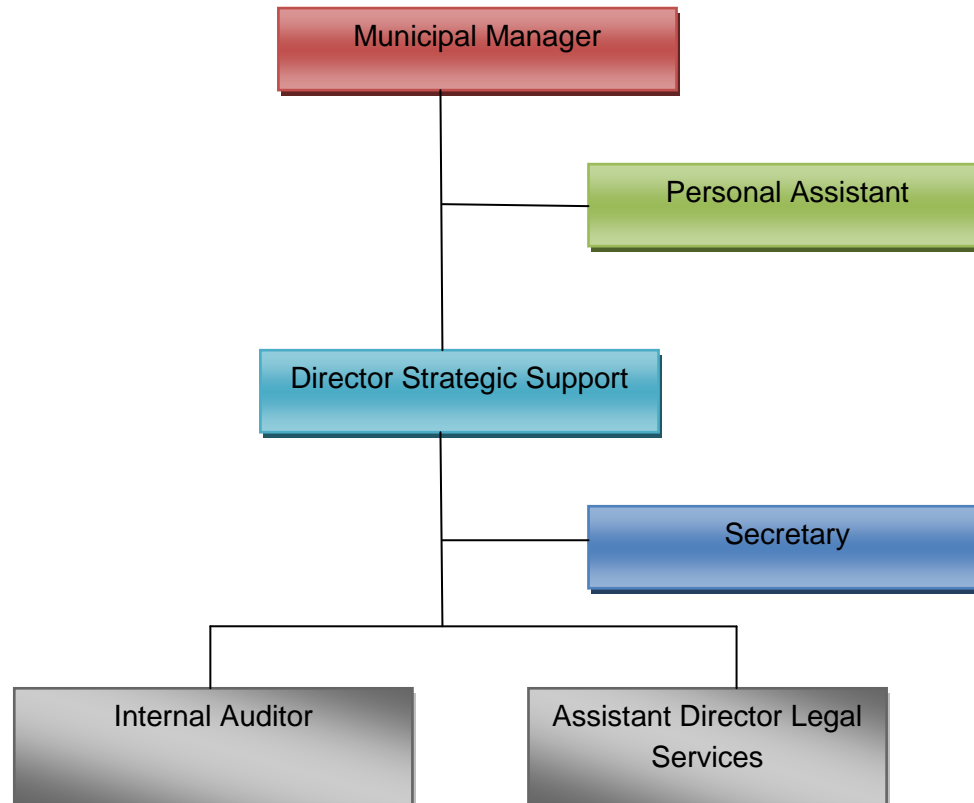 Municipal Manager
Personal Assistant
Director Strategic Support
Secretary
Internal Auditor
Assistant Director Legal
Services